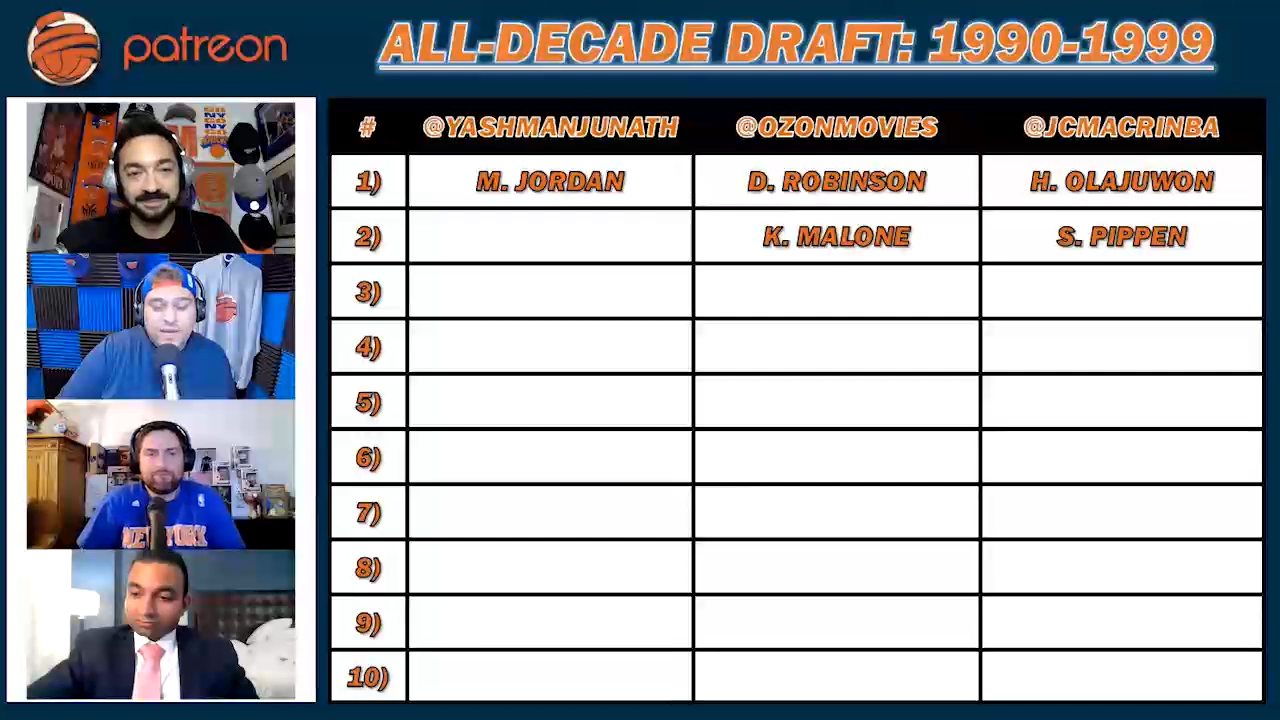 patreon
ALL-DECADE DRAFT: 1990-1999
# @YASHMANJUNATH @OZONMOVIES @JCMACRINBA
1) M. JORDAN D. ROBINSON H. OLAJUWON
2) K. MALONE S. PIPPEN
3)
4)
5)
6)
7)
8)
9)
10)
NEW YORK